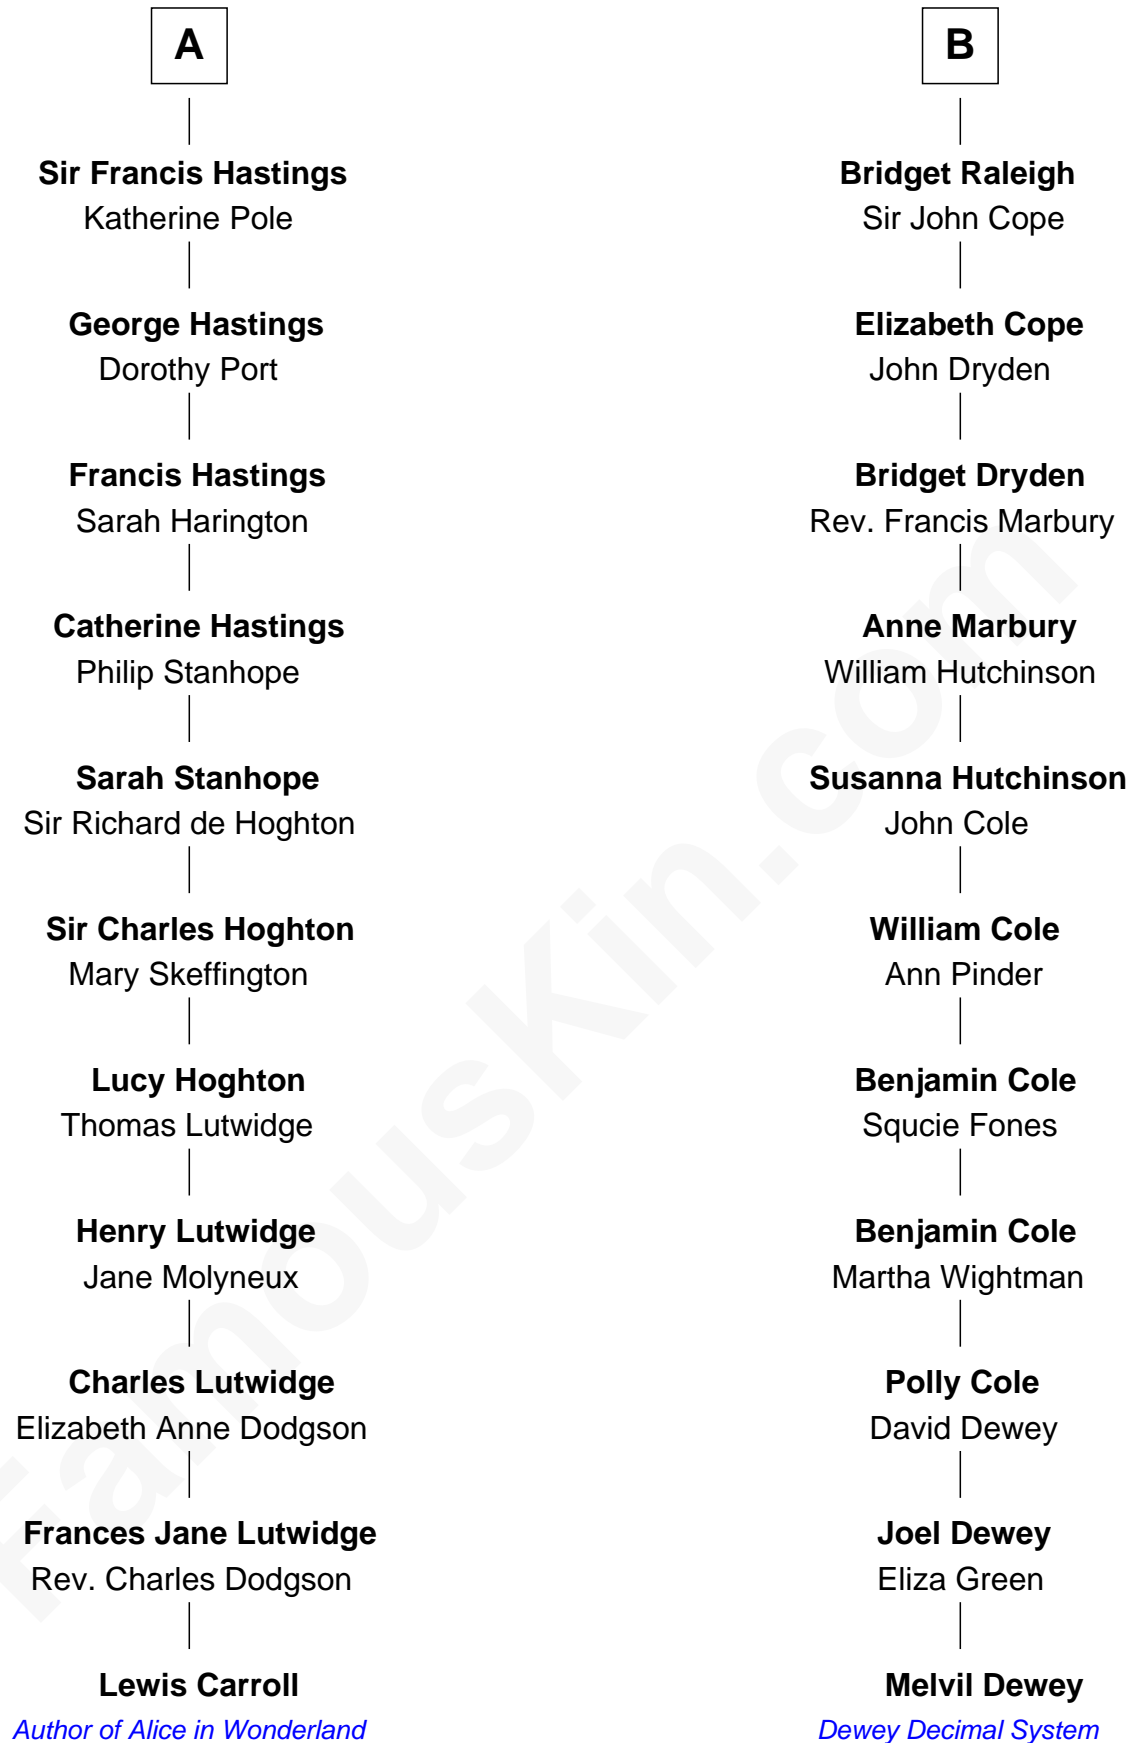 A
Sir Francis Hastings
Katherine Pole
George Hastings
Dorothy Port
Francis Hastings
Sarah Harington
Catherine Hastings
Philip Stanhope
Sarah Stanhope
Sir Richard de Hoghton
Sir Charles Hoghton
Mary Skeffington
Lucy Hoghton
Thomas Lutwidge
Henry Lutwidge
Jane Molyneux
Charles Lutwidge
Elizabeth Anne Dodgson
Frances Jane Lutwidge
Rev. Charles Dodgson
Lewis Carroll
Author of Alice in Wonderland
B
Bridget Raleigh
Sir John Cope
Elizabeth Cope
John Dryden
Bridget Dryden
Rev. Francis Marbury
Anne Marbury
William Hutchinson
Susanna Hutchinson
John Cole
William Cole
Ann Pinder
Benjamin Cole
Squcie Fones
Benjamin Cole
Martha Wightman
Polly Cole
David Dewey
Joel Dewey
Eliza Green
Melvil Dewey
Dewey Decimal System
FamousKin.com